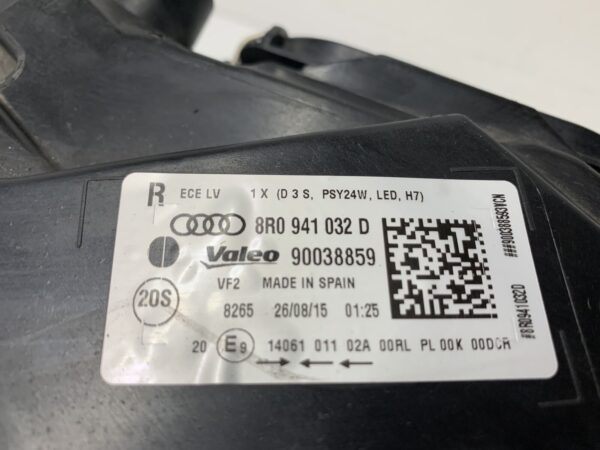 R ECE LV 1 X (D 3 S, PSY24W, LED, H7)
8R0 941 032 D
Valeo 90038859
VF2 MADE IN SPAIN
20S
8265 26/08/15 01:25
20 E9 14061 011 02A 00RL PL 00K 00DCR
#8R0941032D